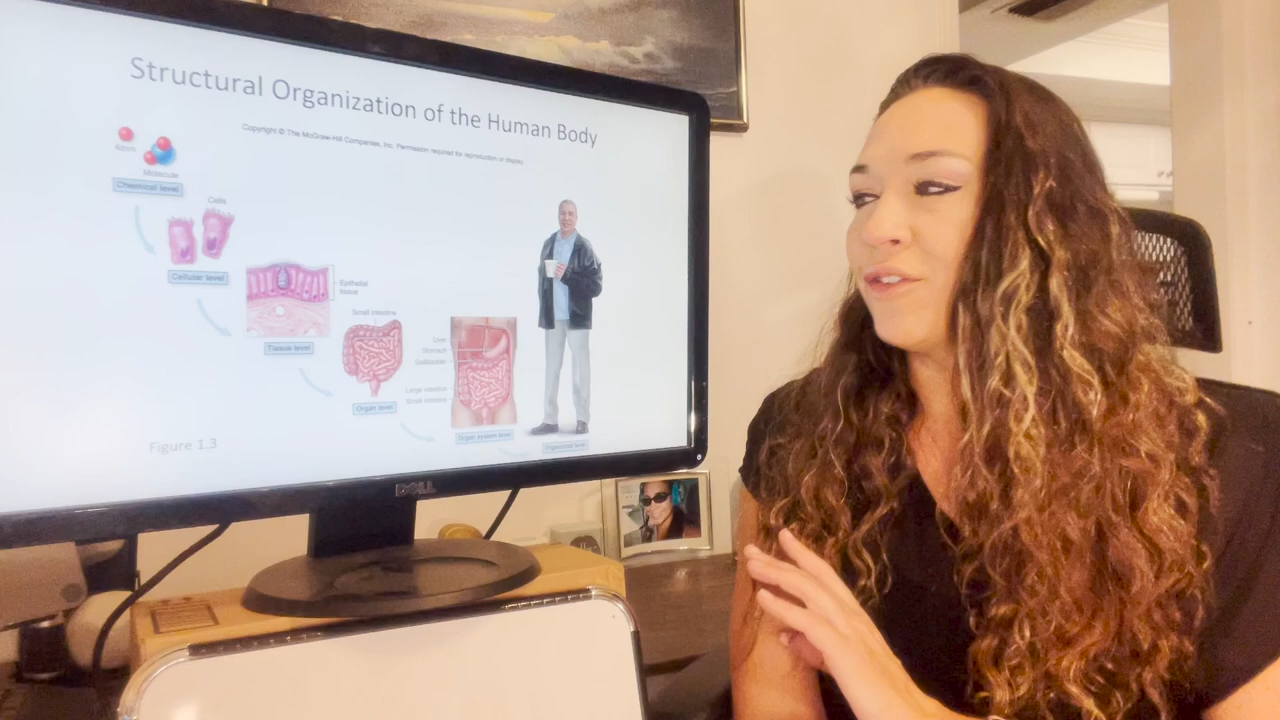 Structural Organization of the Human Body
Copyright © The McGraw-Hill Companies, Inc. Permission required for reproduction or display.
Atom
Molecule
Chemical level
Cells
Cellular level
Epithelial
tissue
Tissue level
Small intestine
Organ level
Liver
Stomach
Gallbladder
Large intestine
Small intestine
Organ system level
Organismal level
Figure 1.3
DELL